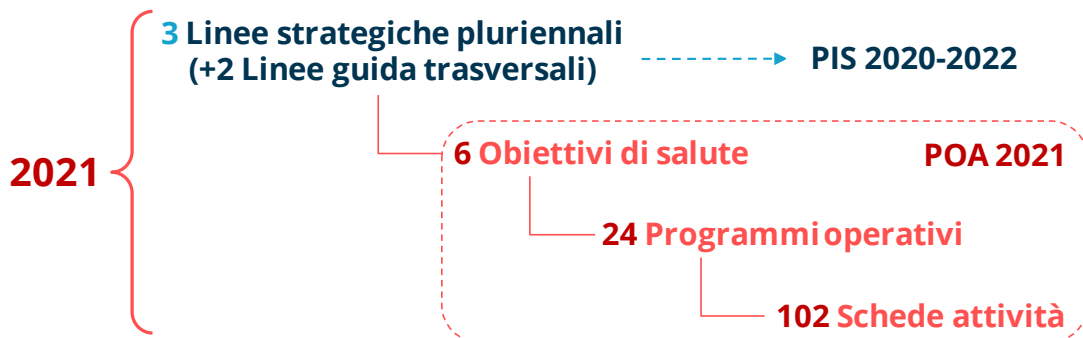 3 Linee strategiche pluriennali
(+2 Linee guida trasversali)
PIS 2020-2022
2021
6 Obiettivi di salute
POA 2021
24 Programmi operativi
102 Schede attività